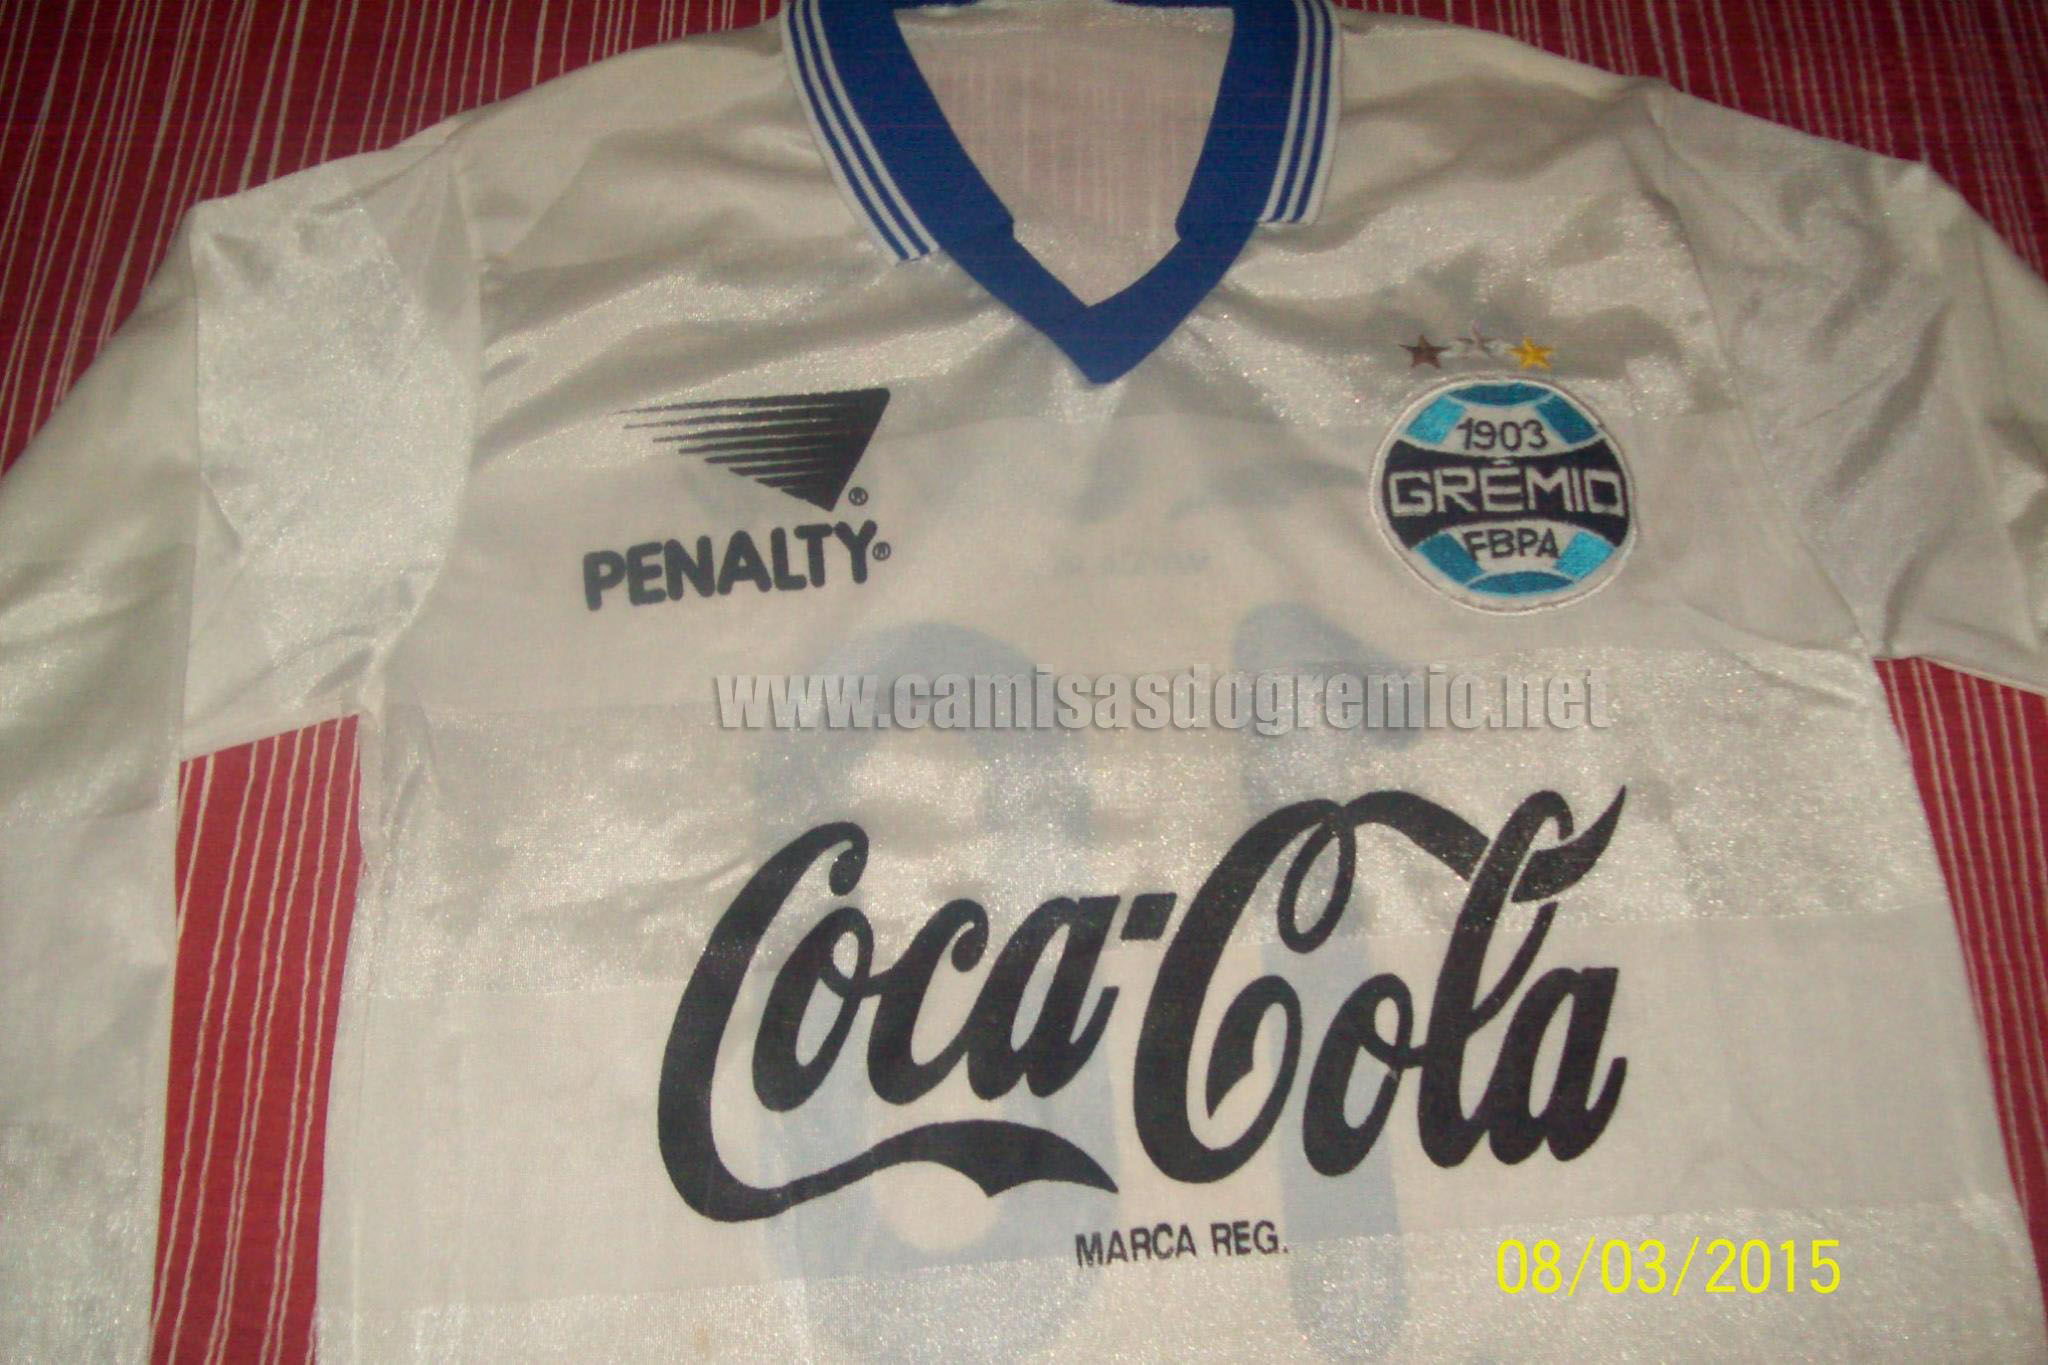 PENALTY®
®
1903
GRÊMIO
FBPA
www.camisasdogremio.net
Coca-Cola
MARCA REG.
08/03/2015